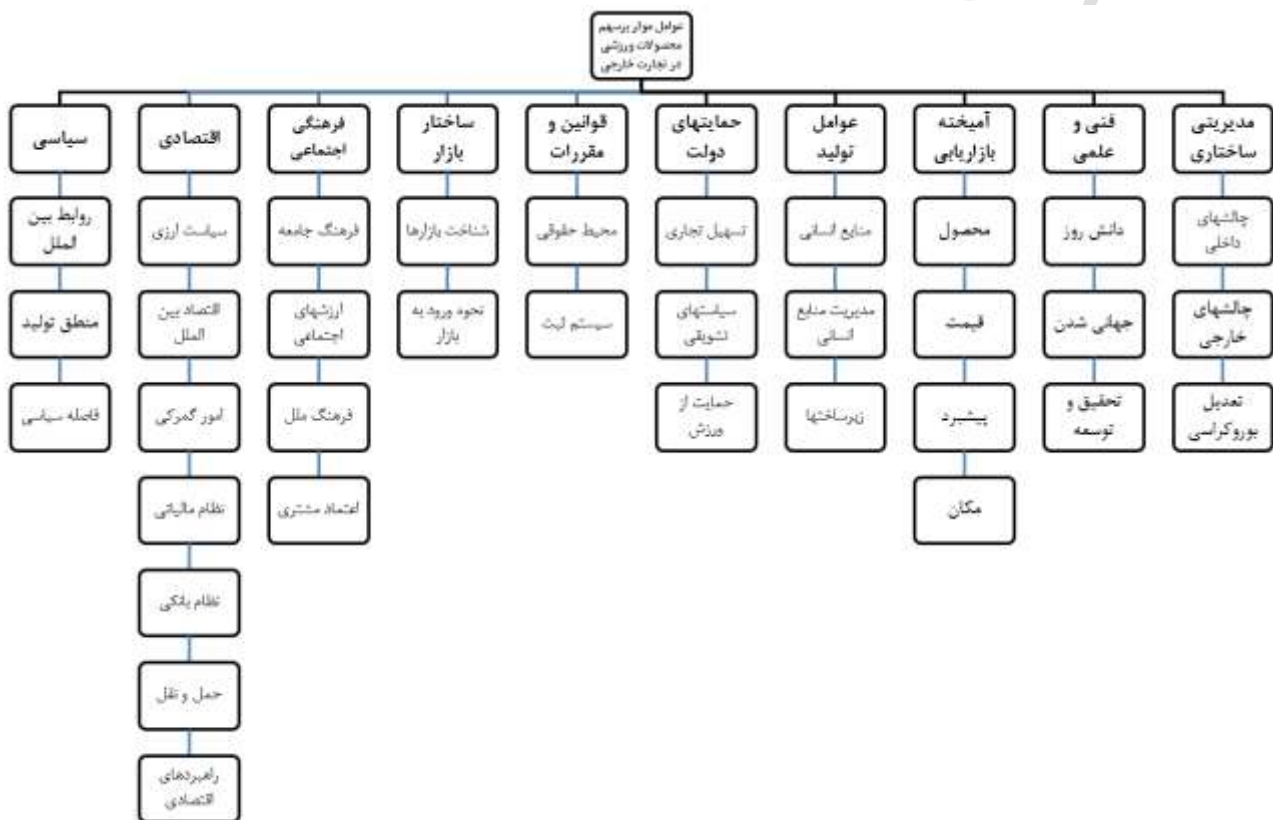 عوامل موثر برسهم
محصولات ورزشی
در تجارت خارجی
مدیریتی
ساختاری
چالشهای
داخلی
چالشهای
خارجی
تعدیل
بوروکراسی
فنی و
علمی
دانش روز
جهانی شدن
تحقیق و
توسعه
آمیخته
بازاریابی
محصول
قیمت
پیشبرد
مکان
عوامل
تولید
منابع انسانی
مدیریت منابع
انسانی
زیرساختها
حمایتهای
دولت
تسهیل تجاری
سیاستهای
تشویقی
حمایت از
ورزش
قوانین و
مقررات
محیط حقوقی
سیستم ثبت
ساختار
بازار
شناخت بازارها
نحوه ورود به
بازار
فرهنگی
اجتماعی
فرهنگ جامعه
ارزشهای
اجتماعی
فرهنگ ملل
اعتماد مشتری
اقتصادی
سیاست ارزی
اقتصاد بین
الملل
امور گمرکی
نظام مالیاتی
نظام بانکی
حمل و نقل
راهبردهای
اقتصادی
سیاسی
روابط بین
الملل
منطق تولید
فاصله سیاسی